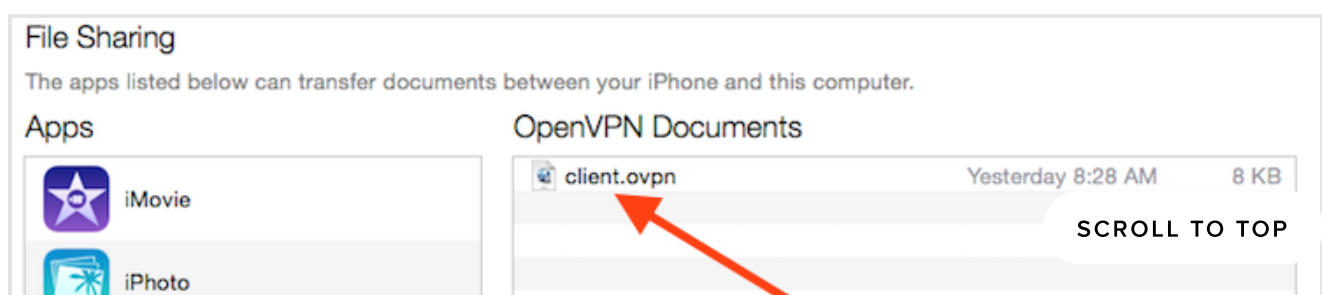 File Sharing
The apps listed below can transfer documents between your iPhone and this computer.
Apps
OpenVPN Documents
iMovie
iPhoto
client.ovpn Yesterday 8:28 AM 8 KB
SCROLL TO TOP